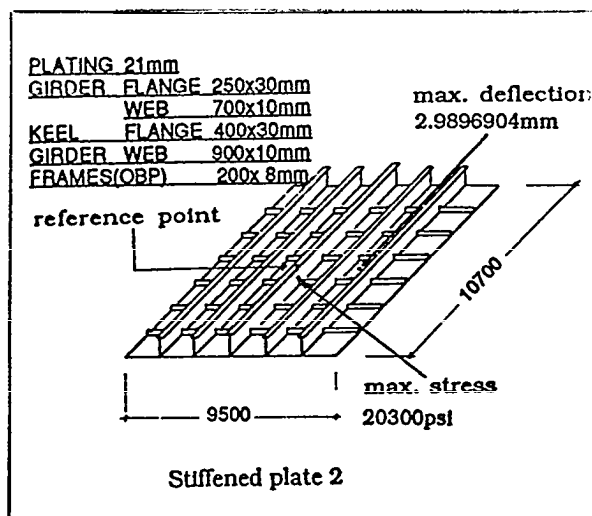 PLATING 21mm
GIRDER FLANGE 250x30mm
WEB 700x10mm
KEEL FLANGE 400x30mm
GIRDER WEB 900x10mm
FRAMES(OBP) 200x 8mm
max. deflection:
2.9896904mm
reference point
10700
max. stress
20300psi
9500
Stiffened plate 2